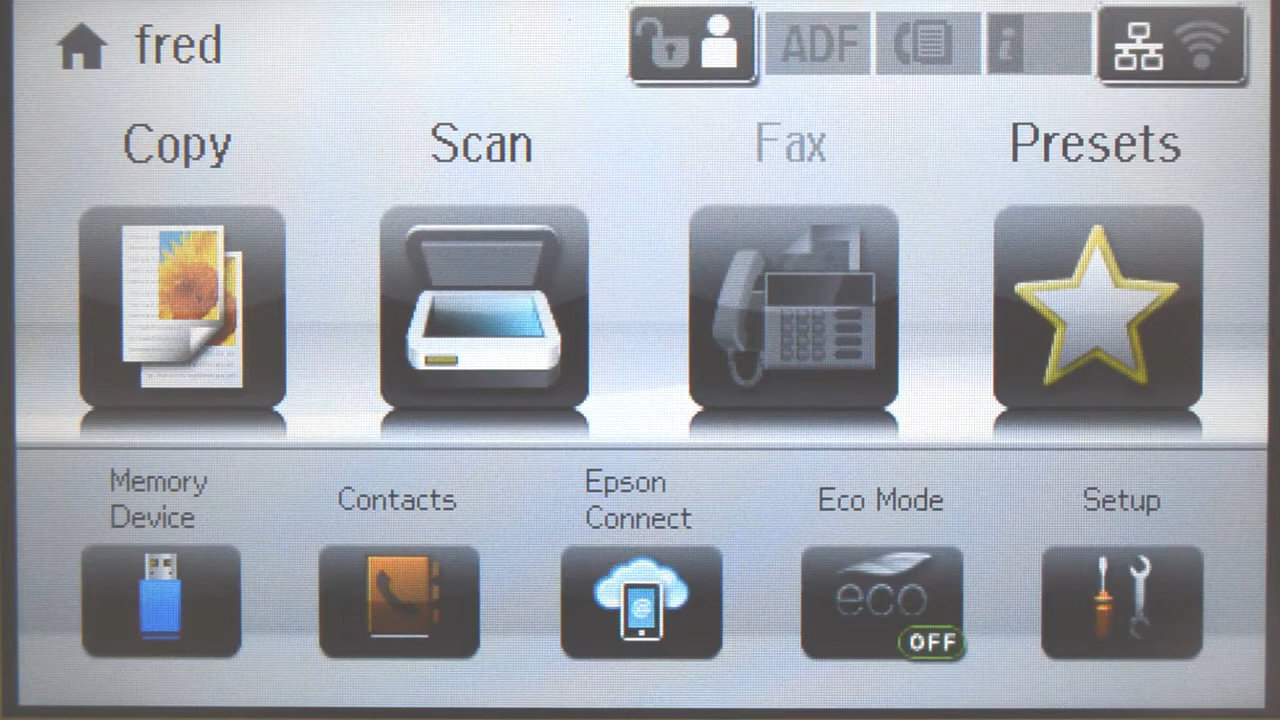 fred
ADF
i
Copy
Scan
Fax
Presets
Memory
Device
Contacts
Epson
Connect
Eco Mode
Setup
e
eco
OFF